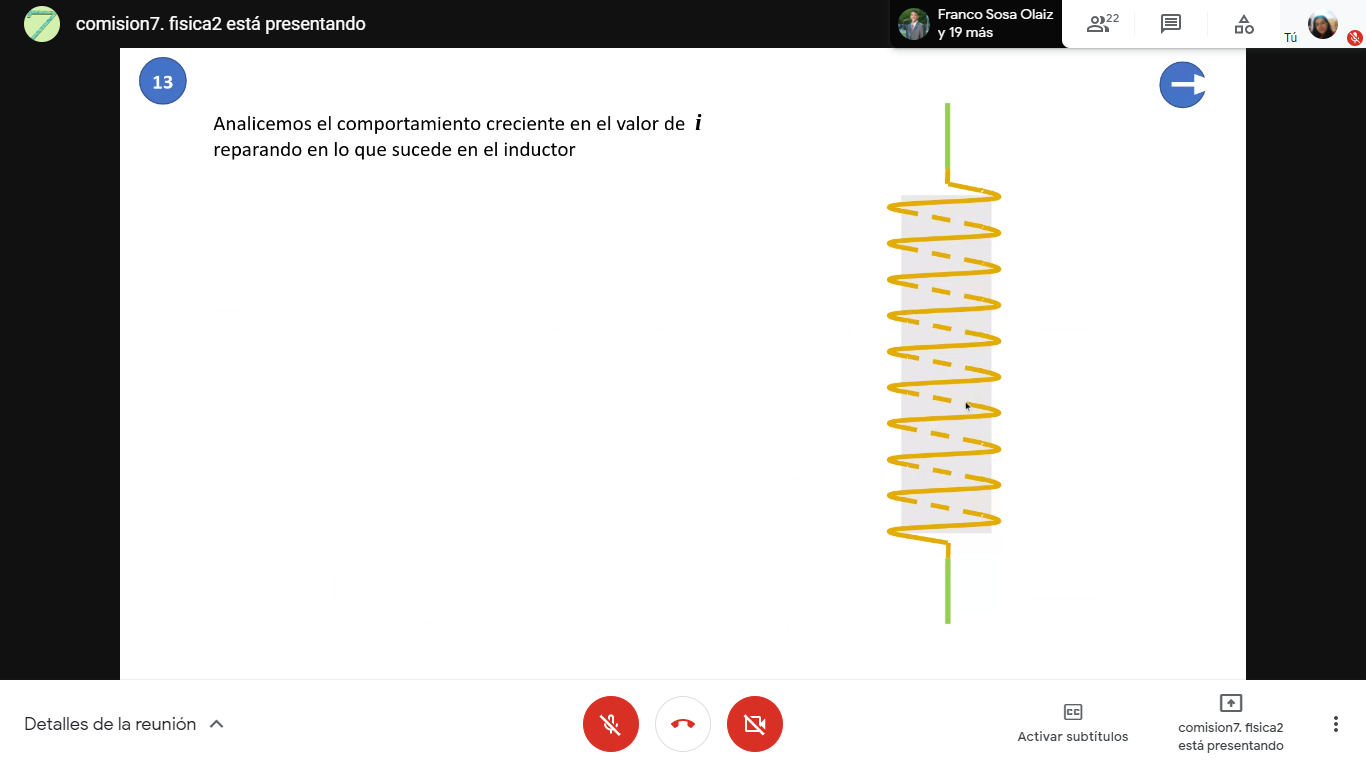 comision7. fisica2 está presentando
Franco Sosa Olaiz
y 19 más
22
Tú
13
Analicemos el comportamiento creciente en el valor de i
reparando en lo que sucede en el inductor
Detalles de la reunión
CC
Activar subtítulos
comision7. fisica2
está presentando